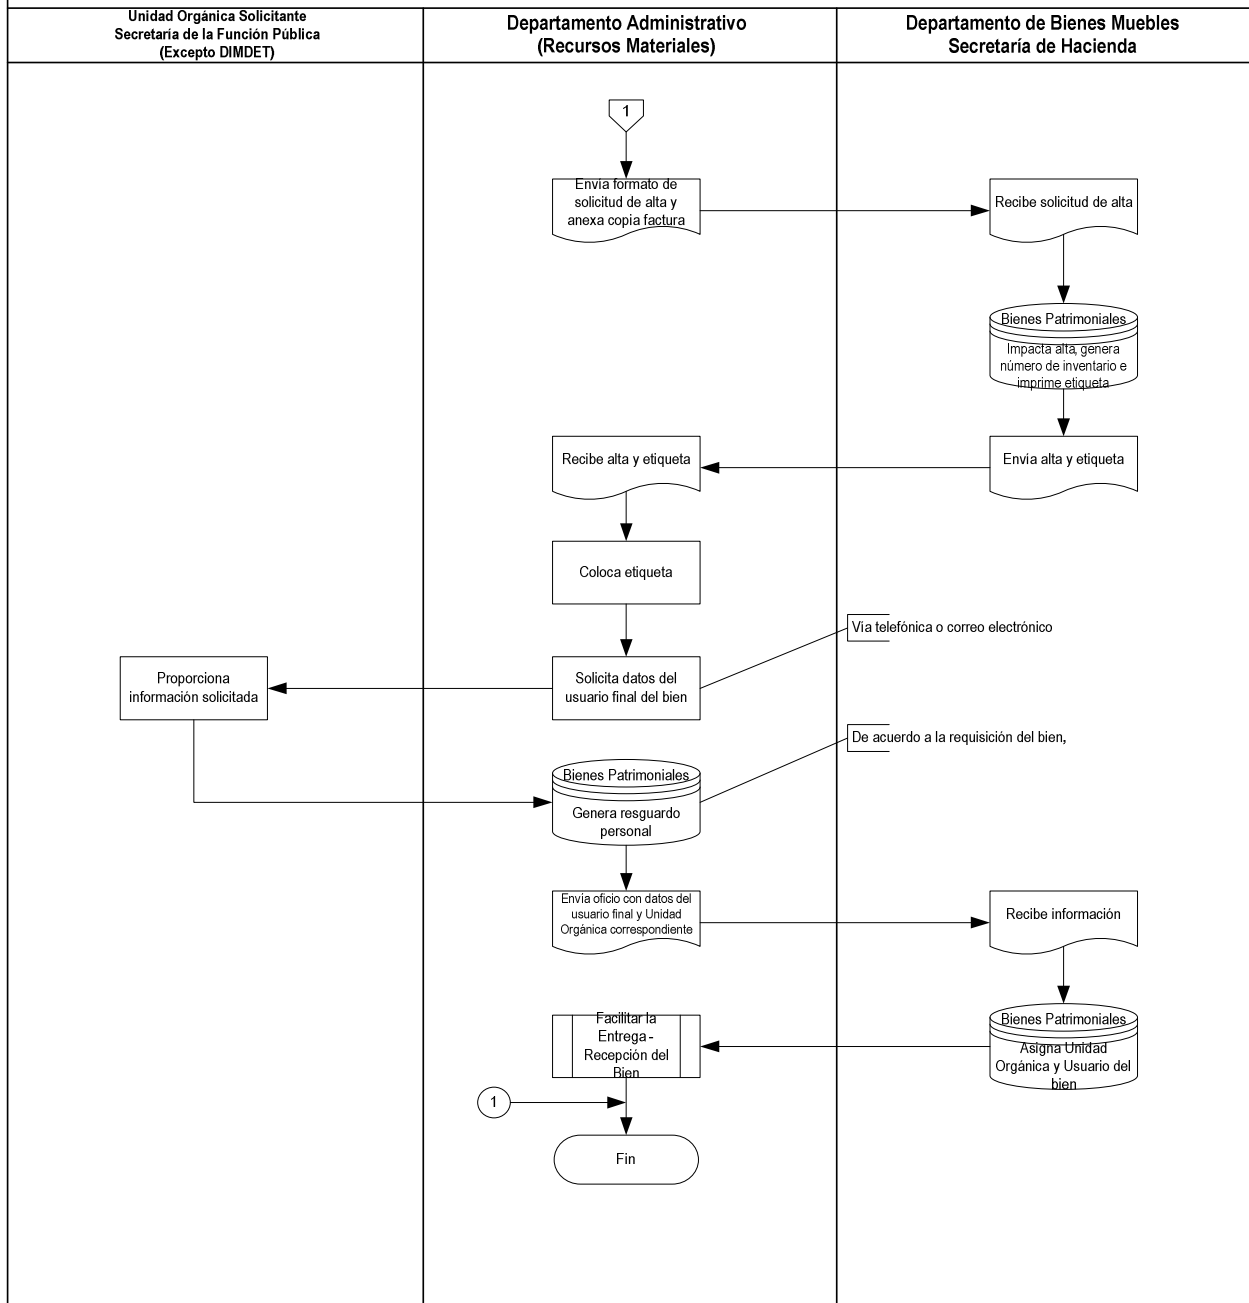 Unidad Orgánica Solicitante
Secretaría de la Función Pública
(Excepto DIMDET)
Departamento Administrativo
(Recursos Materiales)
Departamento de Bienes Muebles
Secretaría de Hacienda
1
Envía formato de
solicitud de alta y
anexa copia factura
Recibe solicitud de alta
Bienes Patrimoniales
Impacta alta, genera
número de inventario e
imprime etiqueta
Recibe alta y etiqueta
Envía alta y etiqueta
Coloca etiqueta
Vía telefónica o correo electrónico
Proporciona
información solicitada
Solicita datos del
usuario final del bien
De acuerdo a la requisición del bien,
Bienes Patrimoniales
Genera resguardo
personal
Envía oficio con datos del
usuario final y Unidad
Orgánica correspondiente
Recibe información
Facilitar la
Entrega -
Recepción del
Bien
Bienes Patrimoniales
Asigna Unidad
Orgánica y Usuario del
bien
1
Fin